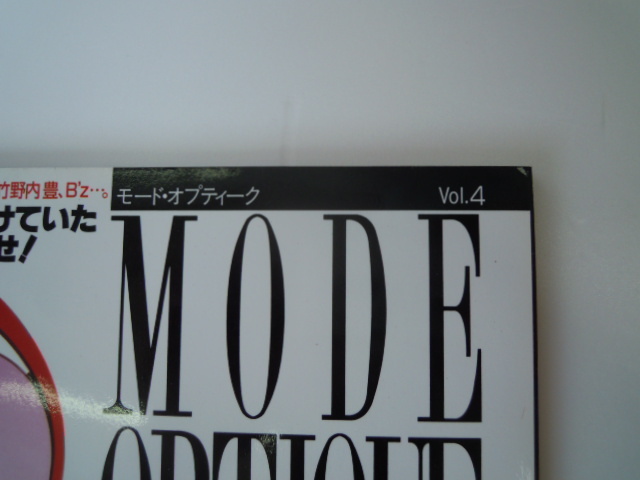 竹野内豊、B'z…。
けていた
せ!
モード・オプティーク Vol.4
MODE
OPTIQUE